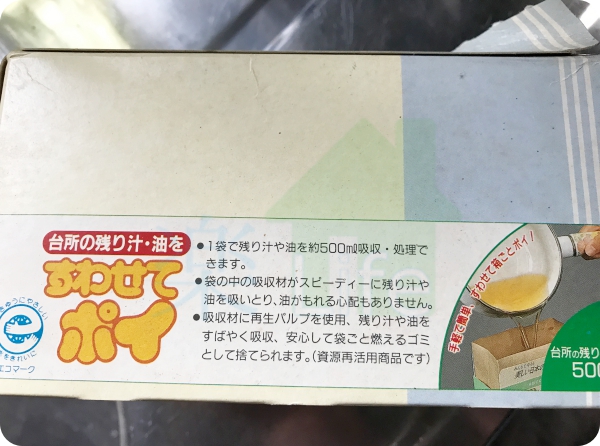 台所の残り汁・油を
すわせて
ポイ
●1袋で残り汁や油を約500ml吸収・処理で
きます。
●袋の中の吸収材がスピーディーに残り汁や
油を吸いとり、油がもれる心配もありません。
●吸収材に再生パルプを使用、残り汁や油を
すばやく吸収、安心して袋ごと燃えるゴミ
として捨てられます。(資源再活用商品です)
手軽で簡単!すわせて箱ごとポイ!
台所の残り
500
エコマーク
Life